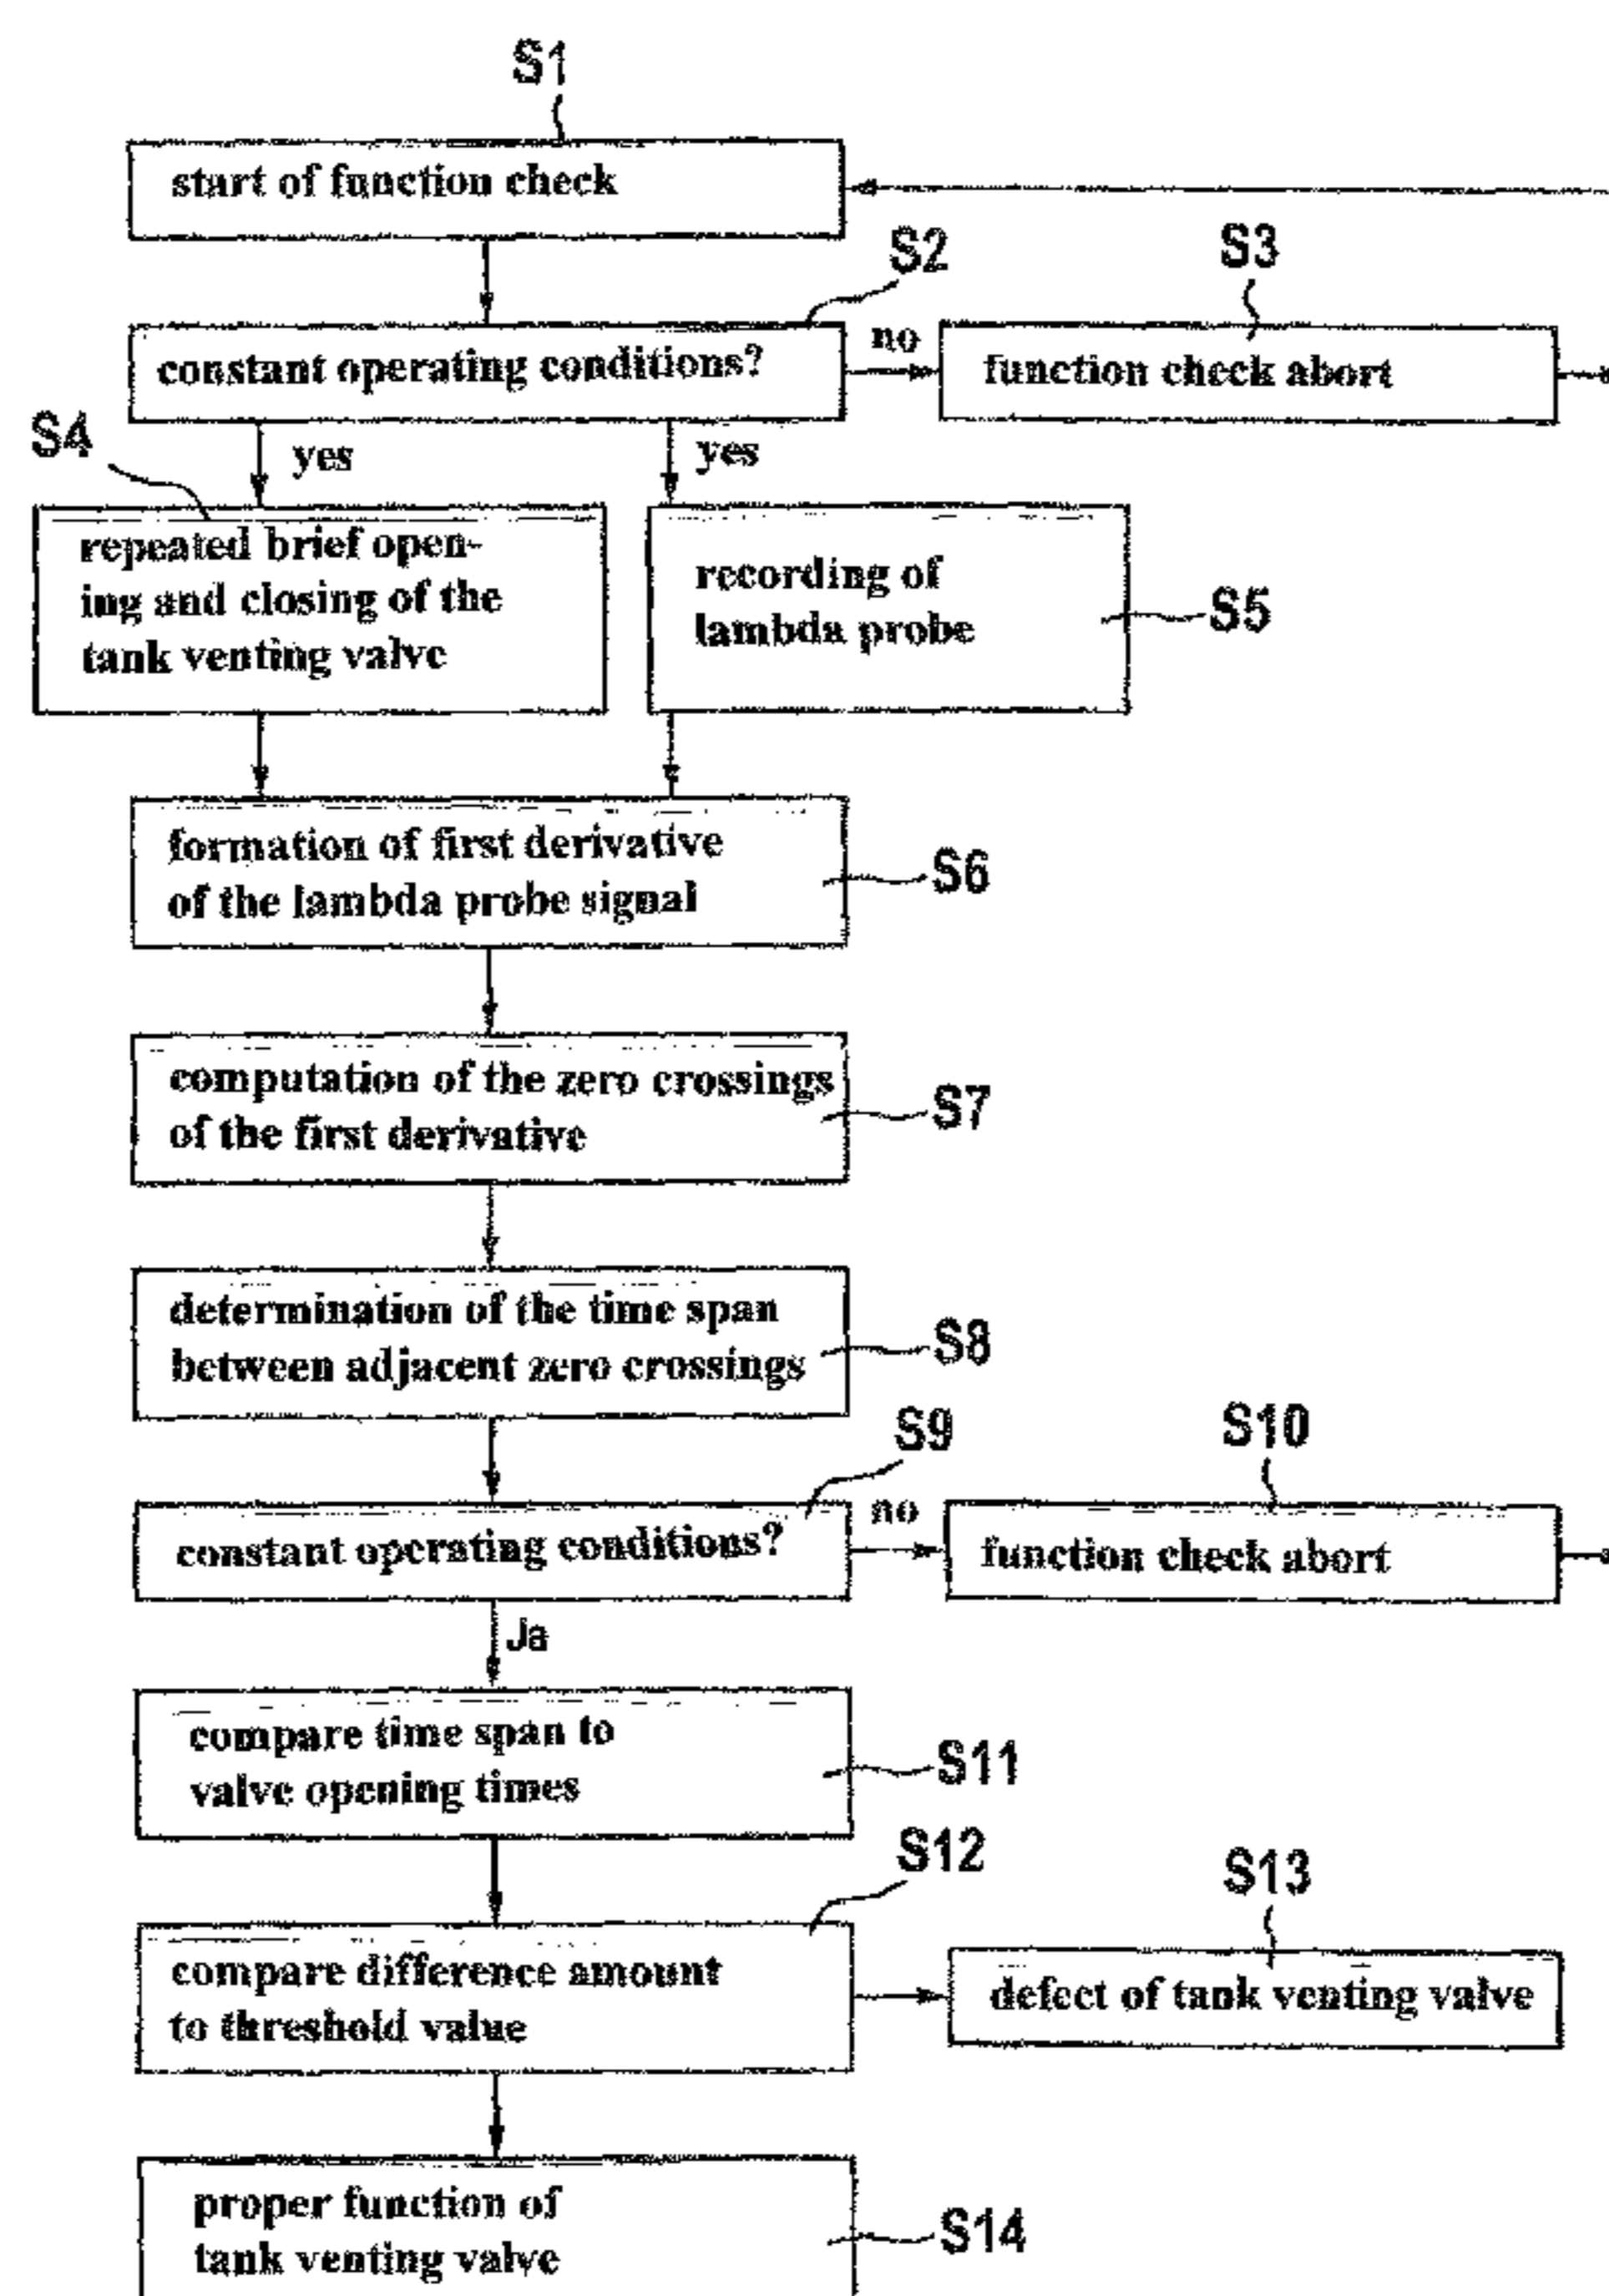 S1
start of function check
S2
S3
constant operating conditions?
no
function check abort
S4
yes
yes
repeated brief open-
ing and closing of the
tank venting valve
recording of
lambda probe
S5
formation of first derivative
of the lambda probe signal
S6
computation of the zero crossings
of the first derivative
S7
determination of the time span
between adjacent zero crossings
S8
S9
S10
constant operating conditions?
no
function check abort
Ja
compare time span to
valve opening times
S11
S12
S13
compare difference amount
to threshold value
defect of tank venting valve
proper function of
tank venting valve
S14